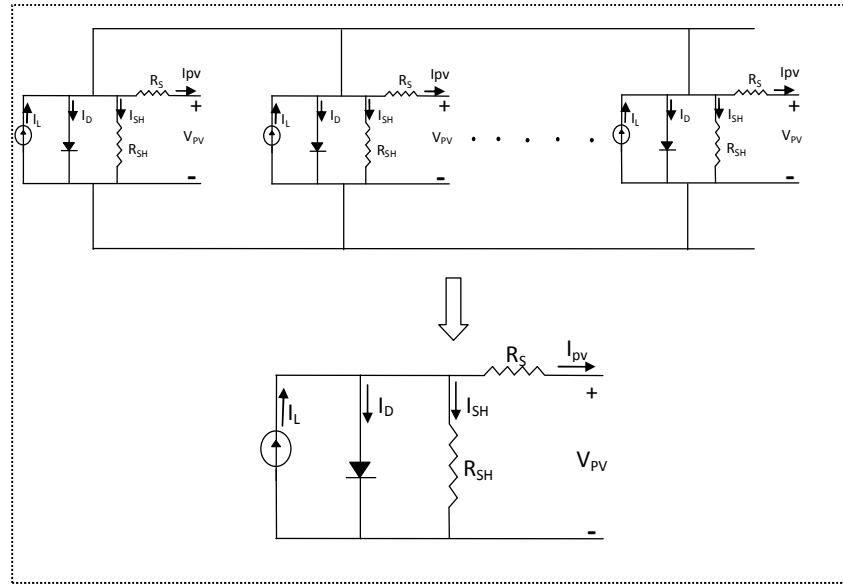 R_S Ipv
I_L I_D I_SH + R_SH V_PV -
R_S Ipv
I_L I_D I_SH + R_SH V_PV -
. . . . .
R_S Ipv
I_L I_D I_SH + R_SH V_PV -
R_S I_pv
I_L I_D I_SH +
R_SH V_PV
-